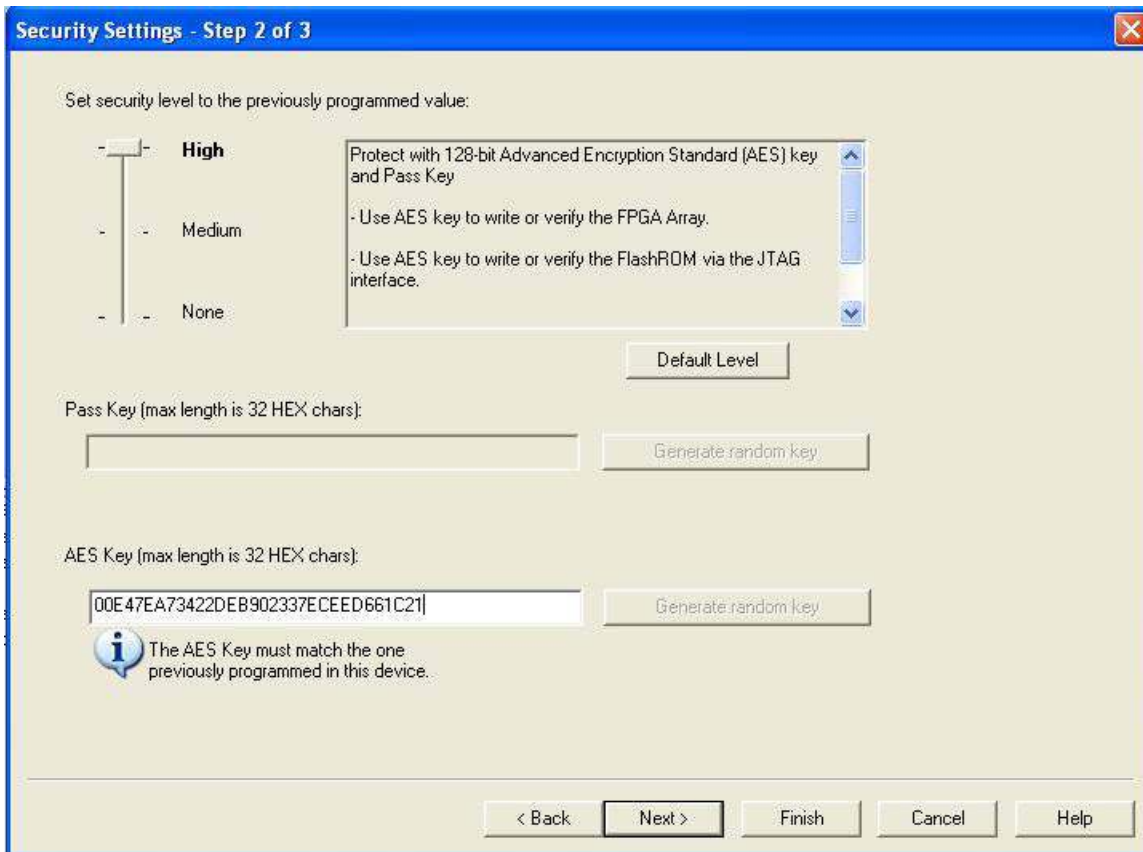 Security Settings - Step 2 of 3
Set security level to the previously programmed value:
High
Medium
None
Protect with 128-bit Advanced Encryption Standard (AES) key
and Pass Key
- Use AES key to write or verify the FPGA Array.
- Use AES key to write or verify the FlashROM via the JTAG
interface.
Default Level
Pass Key (max length is 32 HEX chars):
Generate random key
AES Key (max length is 32 HEX chars):
00E47EA73422DEB902337ECEED661C21
Generate random key
The AES Key must match the one
previously programmed in this device.
< Back
Next >
Finish
Cancel
Help